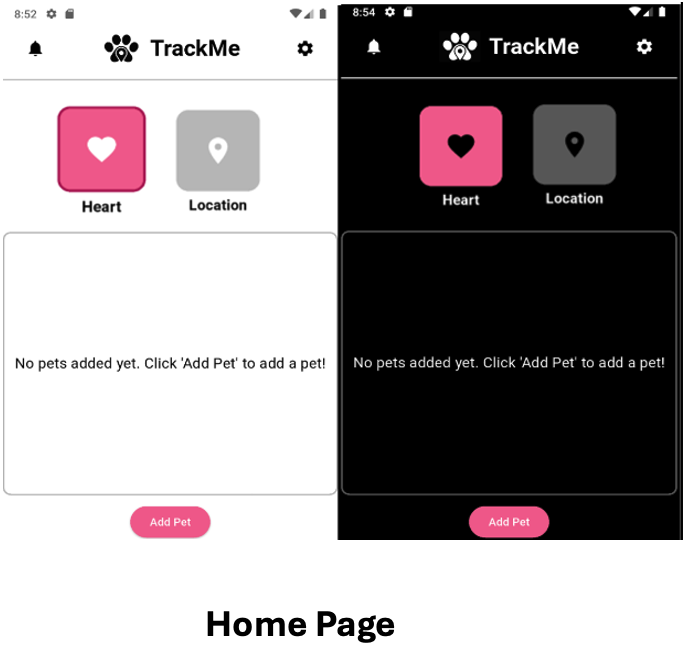 8:52
TrackMe
Heart
Location
No pets added yet. Click 'Add Pet' to add a pet!
Add Pet
8:54
TrackMe
Heart
Location
No pets added yet. Click 'Add Pet' to add a pet!
Add Pet
Home Page